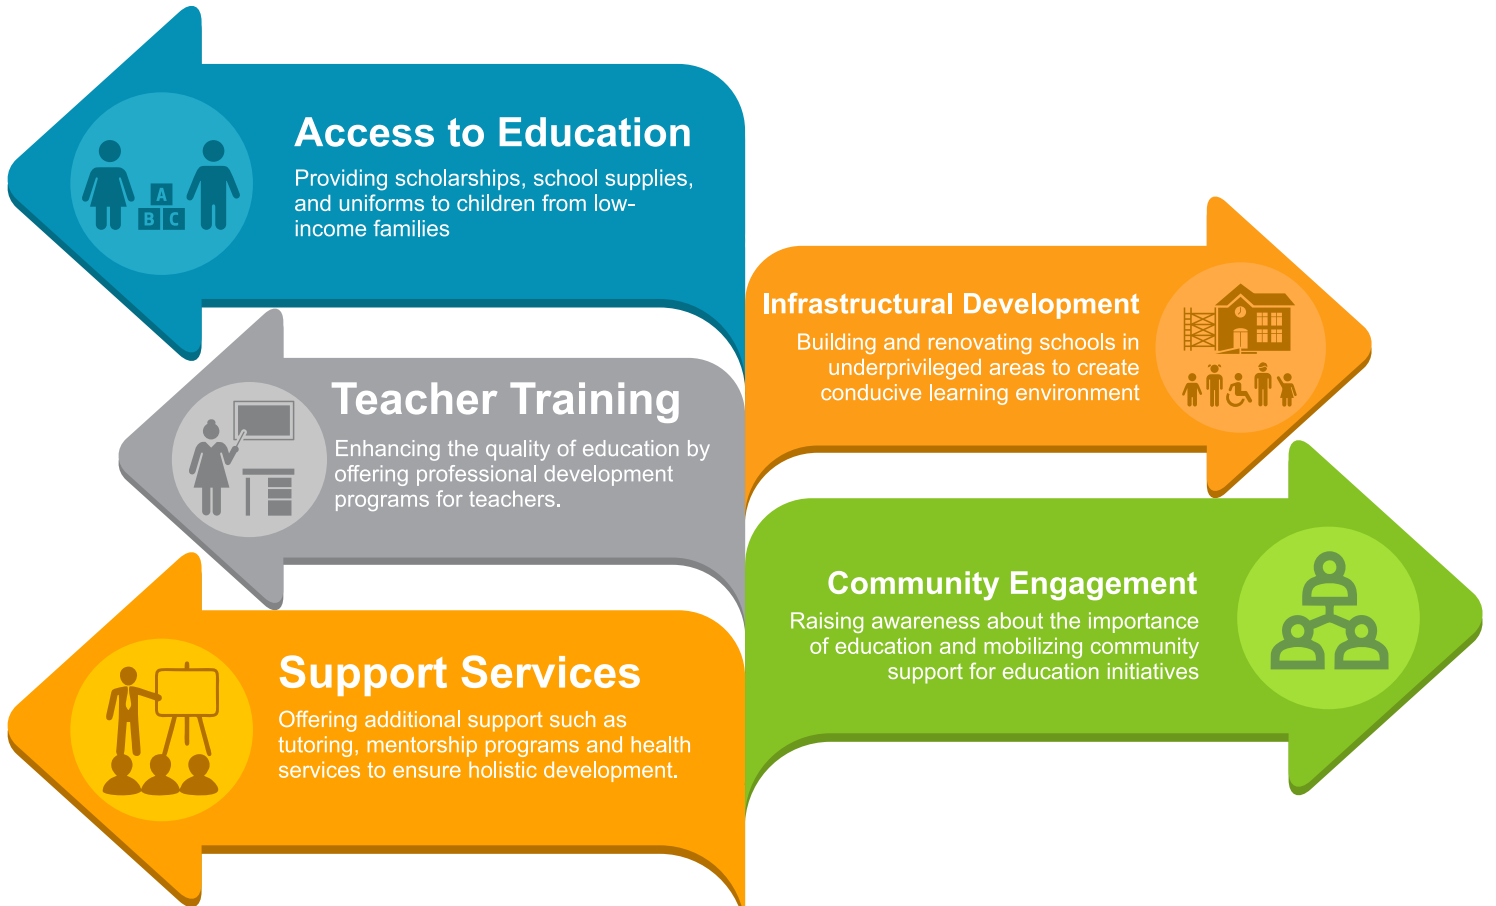 Access to Education
Providing scholarships, school supplies,
and uniforms to children from low-
income families
A
B C
Infrastructural Development
Building and renovating schools in
underprivileged areas to create
conducive learning environment
Teacher Training
Enhancing the quality of education by
offering professional development
programs for teachers.
Community Engagement
Raising awareness about the importance
of education and mobilizing community
support for education initiatives
Support Services
Offering additional support such as
tutoring, mentorship programs and health
services to ensure holistic development.